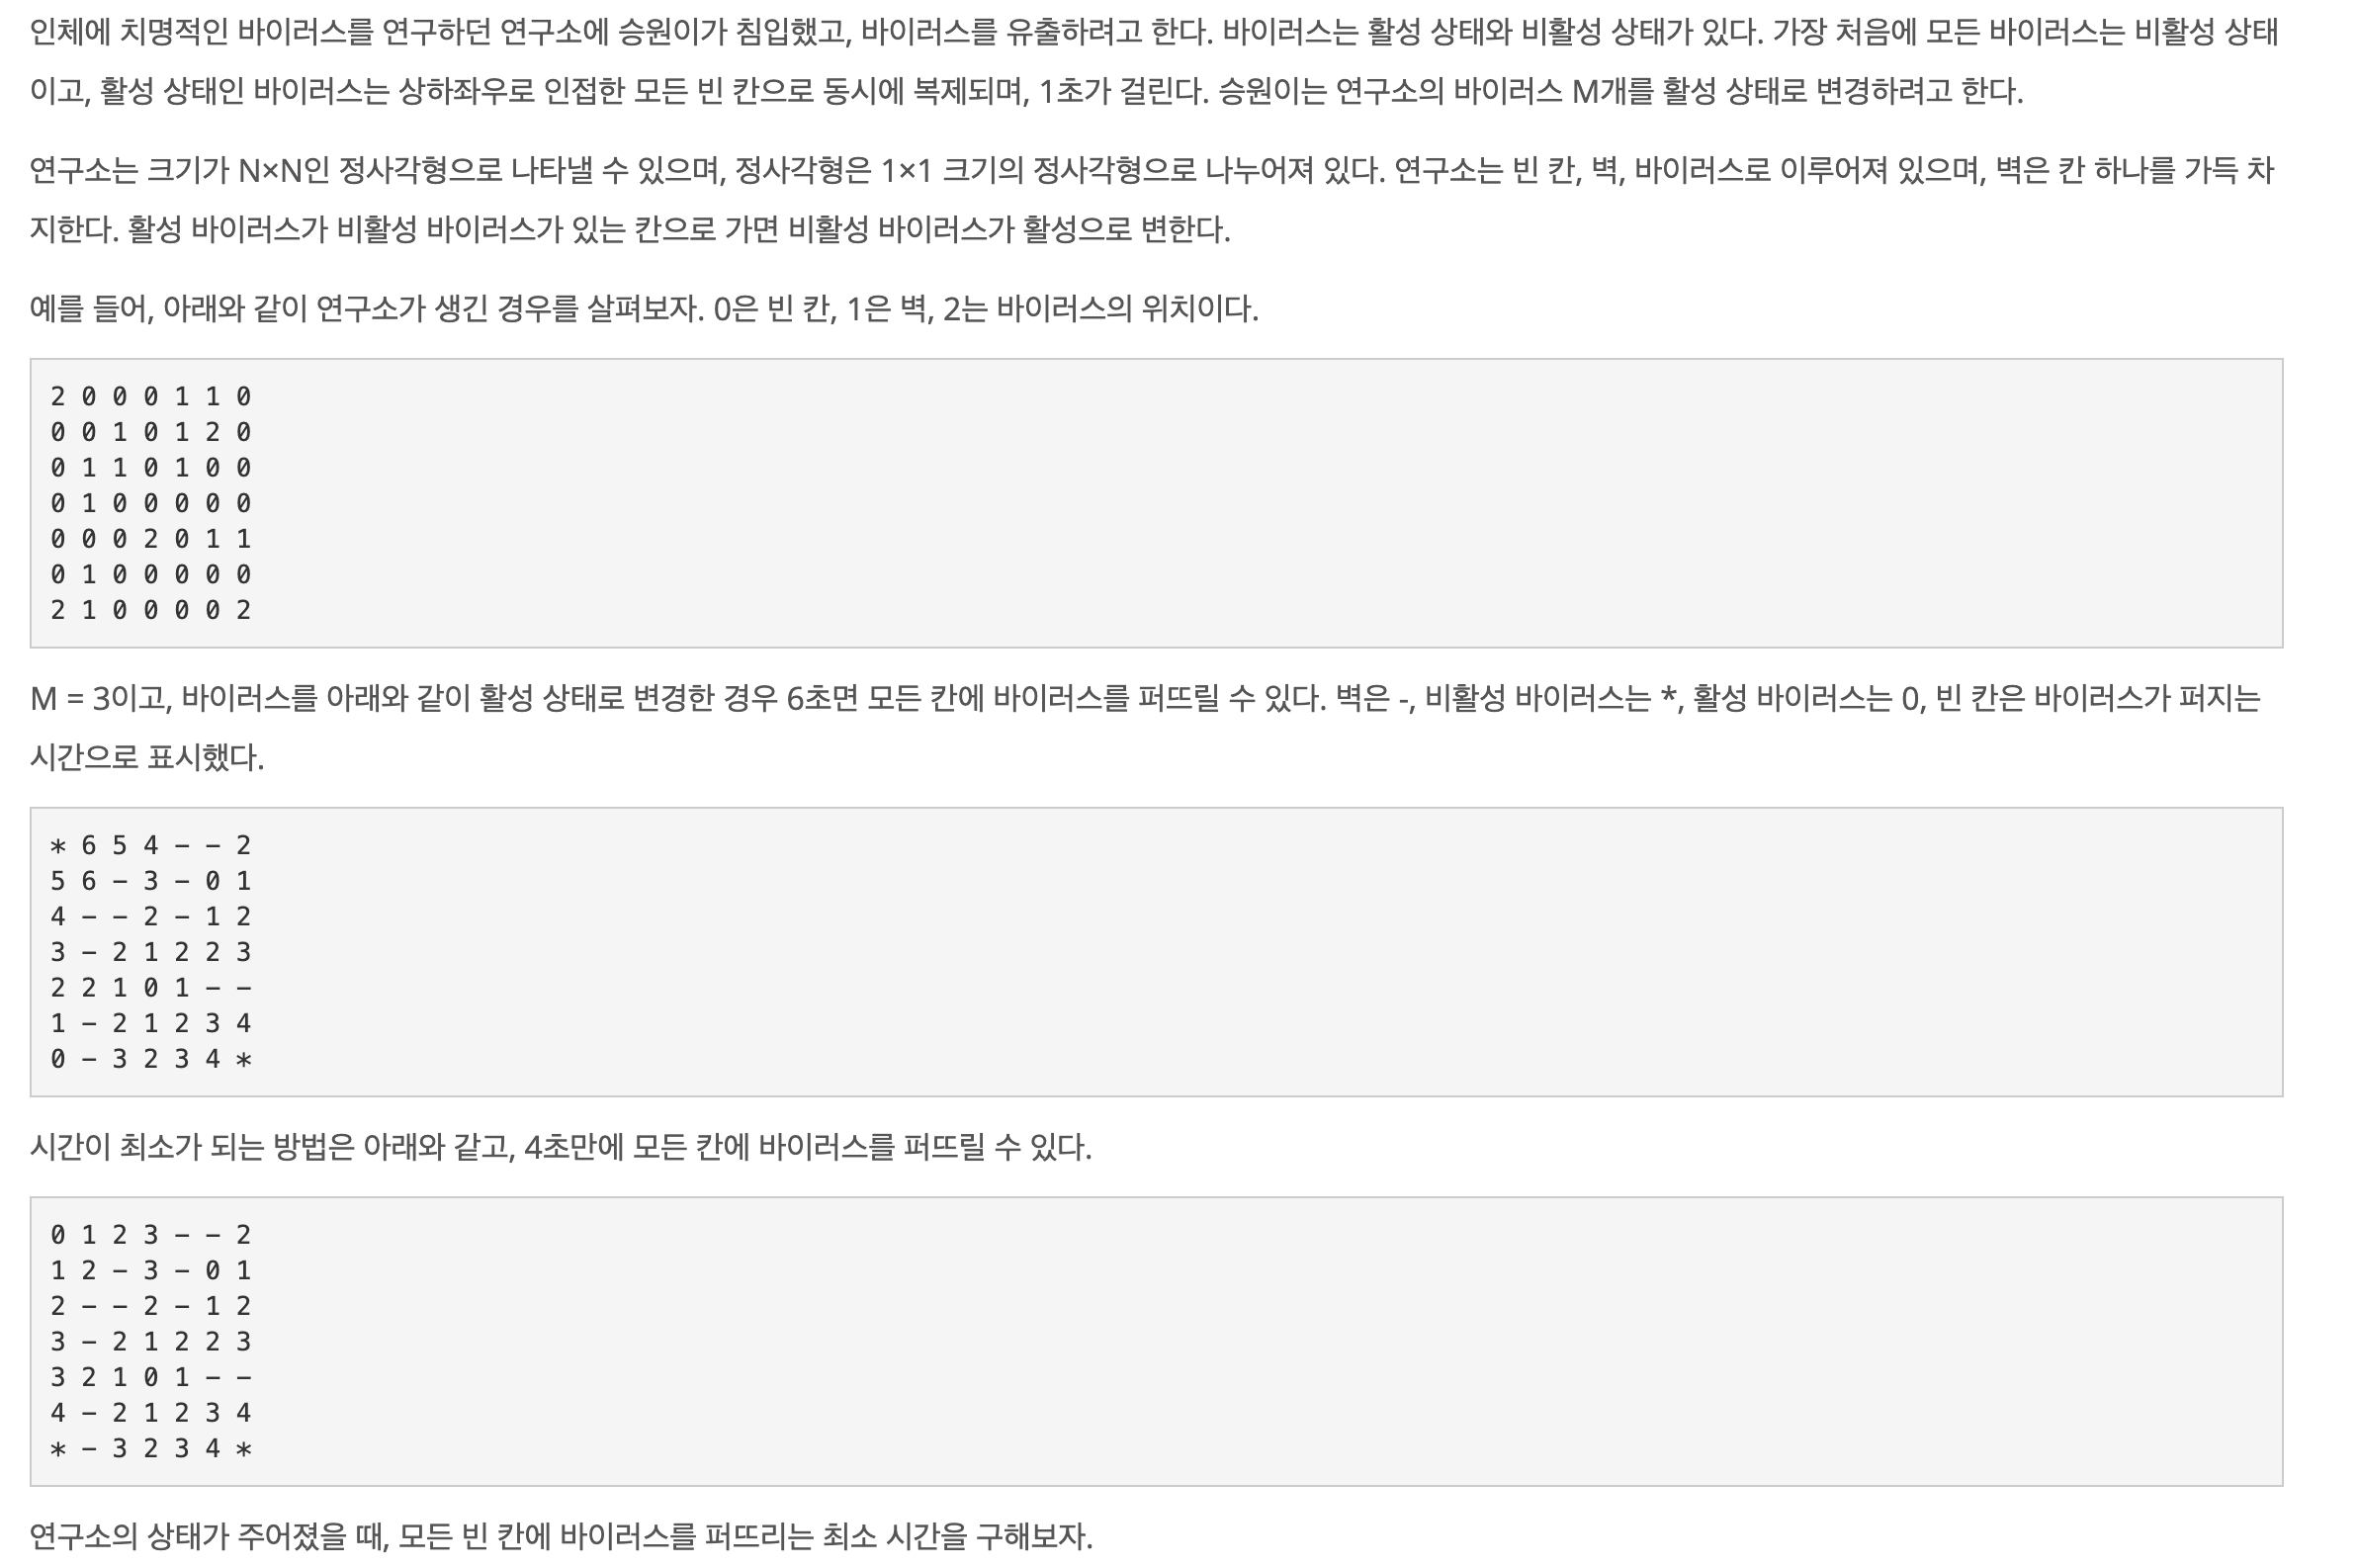 인체에 치명적인 바이러스를 연구하던 연구소에 승원이가 침입했고, 바이러스를 유출하려고 한다. 바이러스는 활성 상태와 비활성 상태가 있다. 가장 처음에 모든 바이러스는 비활성 상태
이고, 활성 상태인 바이러스는 상하좌우로 인접한 모든 빈 칸으로 동시에 복제되며, 1초가 걸린다. 승원이는 연구소의 바이러스 M개를 활성 상태로 변경하려고 한다.
연구소는 크기가 N×N인 정사각형으로 나타낼 수 있으며, 정사각형은 1×1 크기의 정사각형으로 나누어져 있다. 연구소는 빈 칸, 벽, 바이러스로 이루어져 있으며, 벽은 칸 하나를 가득 차
지한다. 활성 바이러스가 비활성 바이러스가 있는 칸으로 가면 비활성 바이러스가 활성으로 변한다.
예를 들어, 아래와 같이 연구소가 생긴 경우를 살펴보자. 0은 빈 칸, 1은 벽, 2는 바이러스의 위치이다.
2 0 0 0 1 1 0
0 0 1 0 1 2 0
0 1 1 0 1 0 0
0 1 0 0 0 0 0
0 0 0 2 0 1 1
0 1 0 0 0 0 0
2 1 0 0 0 0 2
M = 3이고, 바이러스를 아래와 같이 활성 상태로 변경한 경우 6초면 모든 칸에 바이러스를 퍼뜨릴 수 있다. 벽은 -, 비활성 바이러스는 *, 활성 바이러스는 0, 빈 칸은 바이러스가 퍼지는
시간으로 표시했다.
* 6 5 4 - - 2
5 6 - 3 - 0 1
4 - - 2 - 1 2
3 - 2 1 2 2 3
2 2 1 0 1 - -
1 - 2 1 2 3 4
0 - 3 2 3 4 *
시간이 최소가 되는 방법은 아래와 같고, 4초만에 모든 칸에 바이러스를 퍼뜨릴 수 있다.
0 1 2 3 - - 2
1 2 - 3 - 0 1
2 - - 2 - 1 2
3 - 2 1 2 2 3
3 2 1 0 1 - -
4 - 2 1 2 3 4
* - 3 2 3 4 *
연구소의 상태가 주어졌을 때, 모든 빈 칸에 바이러스를 퍼뜨리는 최소 시간을 구해보자.